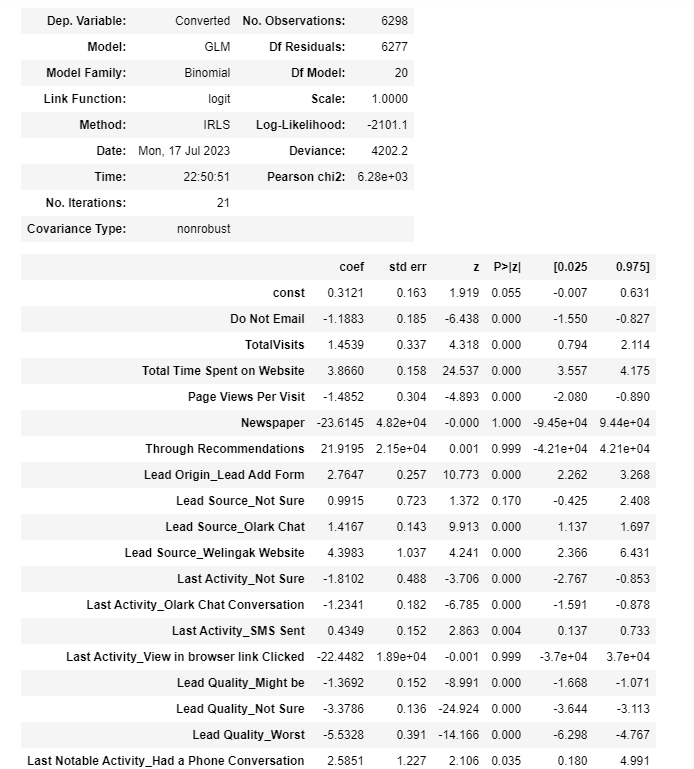 Dep. Variable: Converted No. Observations: 6298
Model: GLM Df Residuals: 6277
Model Family: Binomial Df Model: 20
Link Function: logit Scale: 1.0000
Method: IRLS Log-Likelihood: -2101.1
Date: Mon, 17 Jul 2023 Deviance: 4202.2
Time: 22:50:51 Pearson chi2: 6.28e+03
No. Iterations: 21
Covariance Type: nonrobust
coef std err z P>|z| [0.025 0.975]
const 0.3121 0.163 1.919 0.055 -0.007 0.631
Do Not Email -1.1883 0.185 -6.438 0.000 -1.550 -0.827
TotalVisits 1.4539 0.337 4.318 0.000 0.794 2.114
Total Time Spent on Website 3.8660 0.158 24.537 0.000 3.557 4.175
Page Views Per Visit -1.4852 0.304 -4.893 0.000 -2.080 -0.890
Newspaper -23.6145 4.82e+04 -0.000 1.000 -9.45e+04 9.44e+04
Through Recommendations 21.9195 2.15e+04 0.001 0.999 -4.21e+04 4.21e+04
Lead Origin_Lead Add Form 2.7647 0.257 10.773 0.000 2.262 3.268
Lead Source_Not Sure 0.9915 0.723 1.372 0.170 -0.425 2.408
Lead Source_Olark Chat 1.4167 0.143 9.913 0.000 1.137 1.697
Lead Source_Welingak Website 4.3983 1.037 4.241 0.000 2.366 6.431
Last Activity_Not Sure -1.8102 0.488 -3.706 0.000 -2.767 -0.853
Last Activity_Olark Chat Conversation -1.2341 0.182 -6.785 0.000 -1.591 -0.878
Last Activity_SMS Sent 0.4349 0.152 2.863 0.004 0.137 0.733
Last Activity_View in browser link Clicked -22.4482 1.89e+04 -0.001 0.999 -3.7e+04 3.7e+04
Lead Quality_Might be -1.3692 0.152 -8.991 0.000 -1.668 -1.071
Lead Quality_Not Sure -3.3786 0.136 -24.924 0.000 -3.644 -3.113
Lead Quality_Worst -5.5328 0.391 -14.166 0.000 -6.298 -4.767
Last Notable Activity_Had a Phone Conversation 2.5851 1.227 2.106 0.035 0.180 4.991